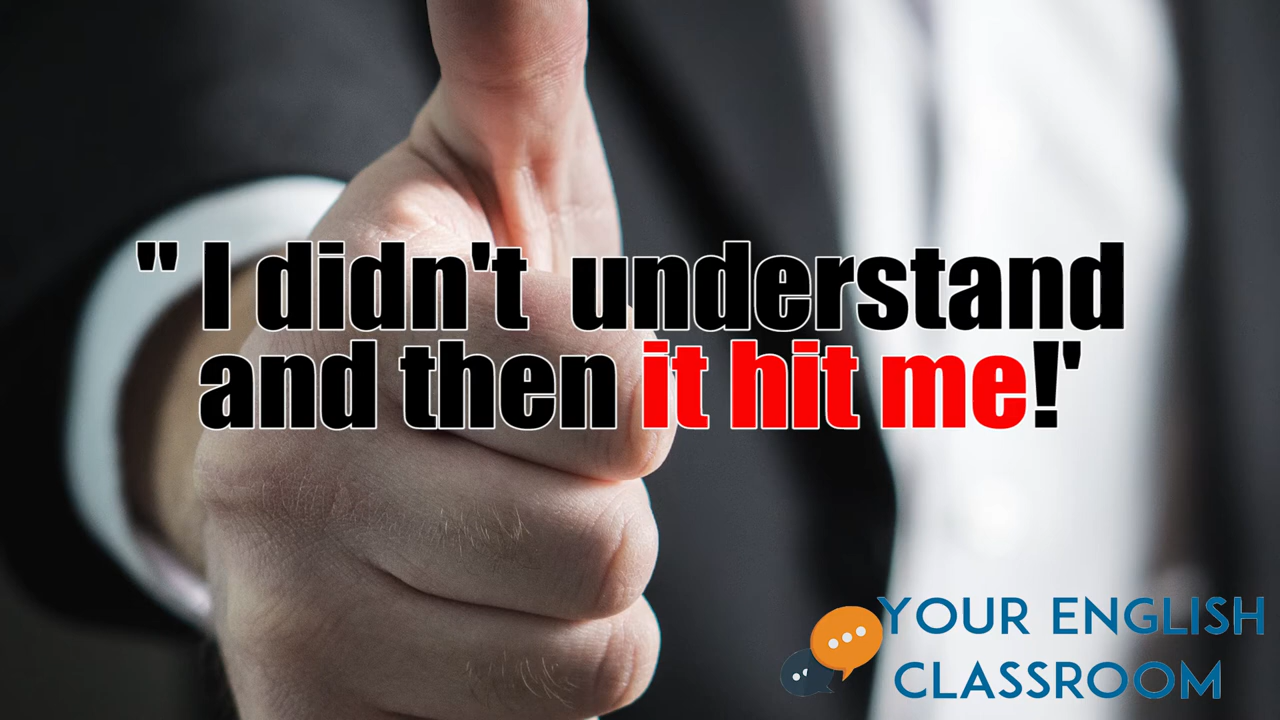 " I didn't  understand
and then it hit me!'
YOUR ENGLISH
CLASSROOM